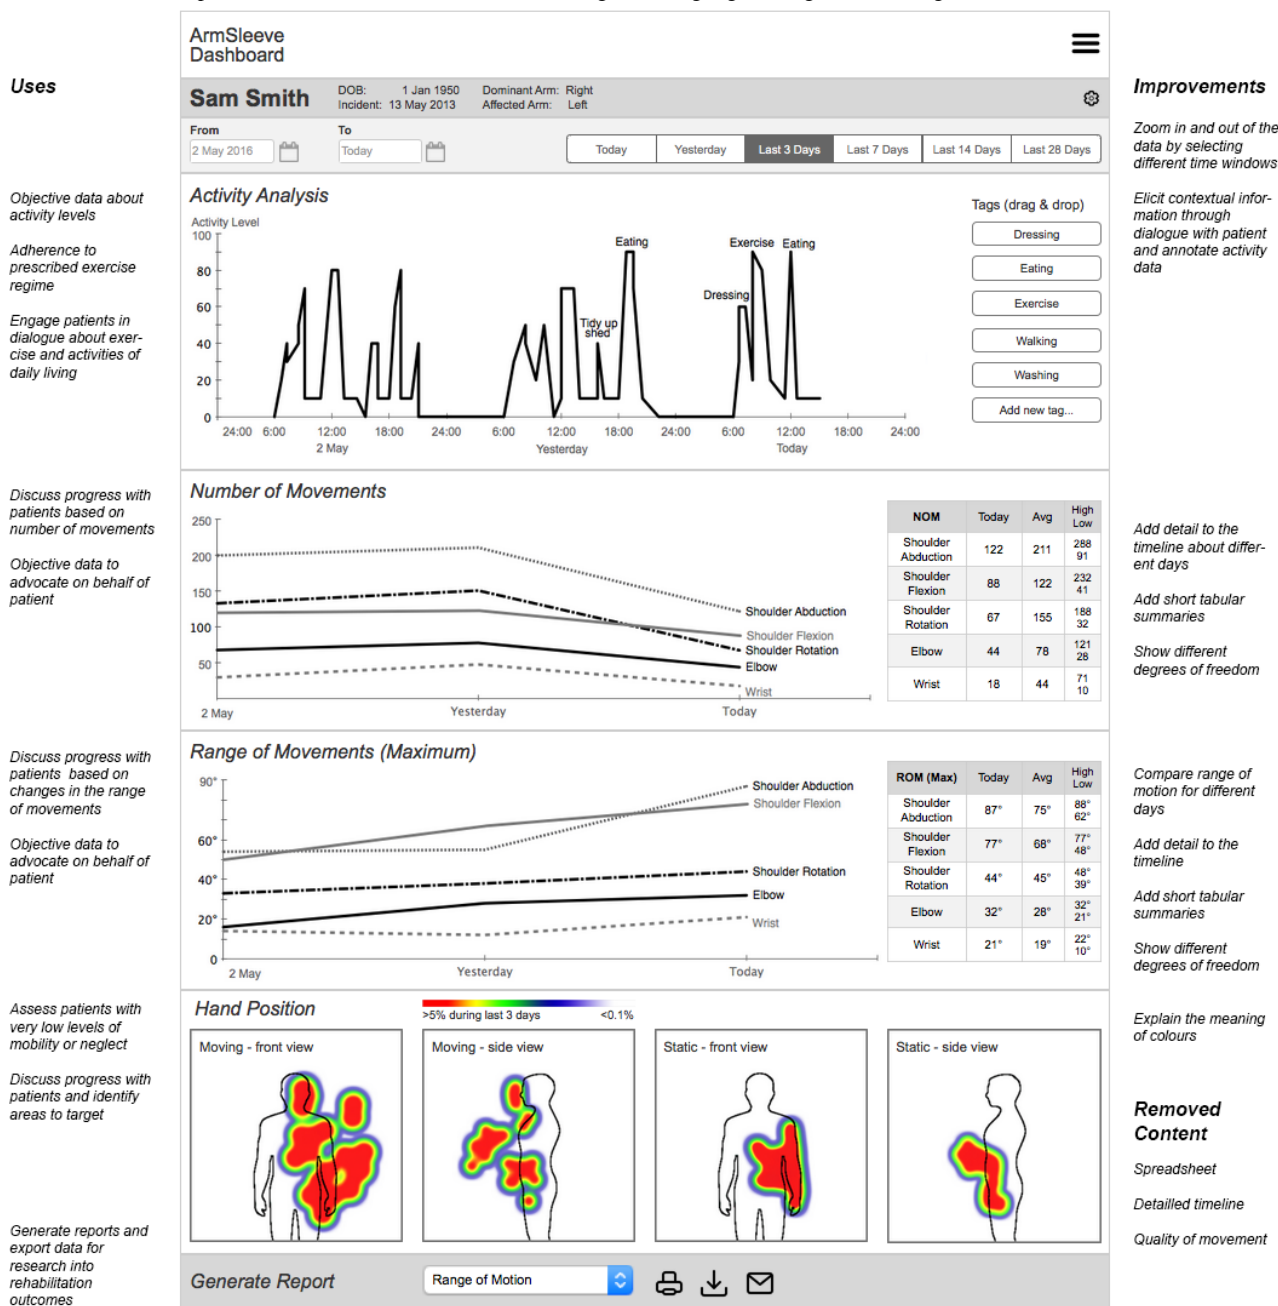 ArmSleeve
Dashboard
Uses
Improvements
Sam Smith
DOB: 1 Jan 1950
Incident: 13 May 2013
Dominant Arm: Right
Affected Arm: Left
From
2 May 2016
To
Today
Today
Yesterday
Last 3 Days
Last 7 Days
Last 14 Days
Last 28 Days
Zoom in and out of the
data by selecting
different time windows
Elicit contextual infor-
mation through
dialogue with patient
and annotate activity
data
Objective data about
activity levels
Adherence to
prescribed exercise
regime
Engage patients in
dialogue about exer-
cise and activities of
daily living
Activity Analysis
Activity Level
100
80
60
40
20
0
Eating
Exercise
Eating
Dressing
Tidy up
shed
24:00 6:00 12:00 18:00 24:00 6:00 12:00 18:00 24:00 6:00 12:00 18:00 24:00
2 May
Yesterday
Today
Tags (drag & drop)
Dressing
Eating
Exercise
Walking
Washing
Add new tag...
Discuss progress with
patients based on
number of movements
Objective data to
advocate on behalf of
patient
Number of Movements
250
200
150
100
50
Shoulder Abduction
Shoulder Flexion
Shoulder Rotation
Elbow
Wrist
2 May
Yesterday
Today
NOM Today Avg High
Low
Shoulder
Abduction 122 211 288
91
Shoulder
Flexion 88 122 232
41
Shoulder
Rotation 67 155 188
32
Elbow 44 78 121
28
Wrist 18 44 71
10
Add detail to the
timeline about differ-
ent days
Add short tabular
summaries
Show different
degrees of freedom
Discuss progress with
patients based on
changes in the range
of movements
Objective data to
advocate on behalf of
patient
Range of Movements (Maximum)
90°
60°
40°
20°
0
Shoulder Abduction
Shoulder Flexion
Shoulder Rotation
Elbow
Wrist
2 May
Yesterday
Today
ROM (Max) Today Avg High
Low
Shoulder
Abduction 87° 75° 88°
62°
Shoulder
Flexion 77° 68° 77°
48°
Shoulder
Rotation 44° 45° 48°
39°
Elbow 32° 28° 32°
21°
Wrist 21° 19° 22°
10°
Compare range of
motion for different
days
Add detail to the
timeline
Add short tabular
summaries
Show different
degrees of freedom
Assess patients with
very low levels of
mobility or neglect
Discuss progress with
patients and identify
areas to target
Hand Position
>5% during last 3 days
<0.1%
Moving - front view
Moving - side view
Static - front view
Static - side view
Explain the meaning
of colours
Removed
Content
Spreadsheet
Detailled timeline
Quality of movement
Generate reports and
export data for
research into
rehabilitation
outcomes
Generate Report
Range of Motion